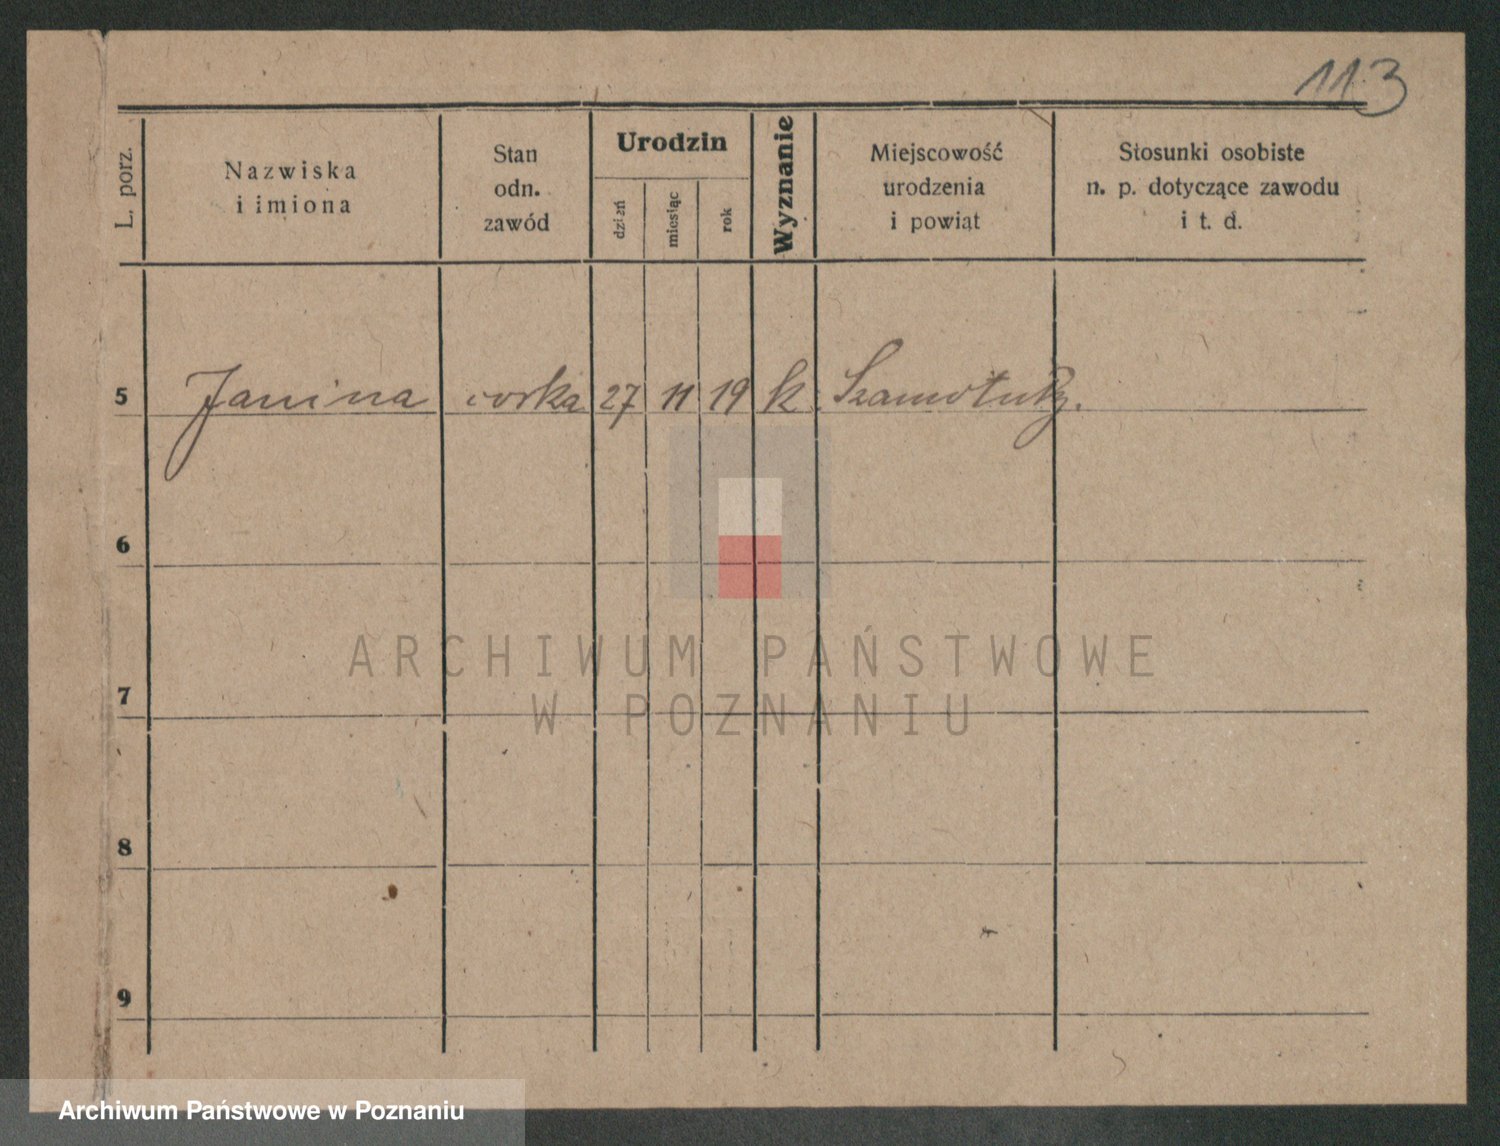 113
L. porz.
Nazwiska
i imiona
Stan
odn.
zawód
Urodzin
dzień
miesiąc
rok
Wyznanie
Miejscowość
urodzenia
i powiat
Stosunki osobiste
n. p. dotyczące zawodu
i t. d.
5 Janina corka 27 11 19 k. Szamotuły.
6
7
8
9
ARCHIWUM PAŃSTWOWE
W POZNANIU
Archiwum Państwowe w Poznaniu